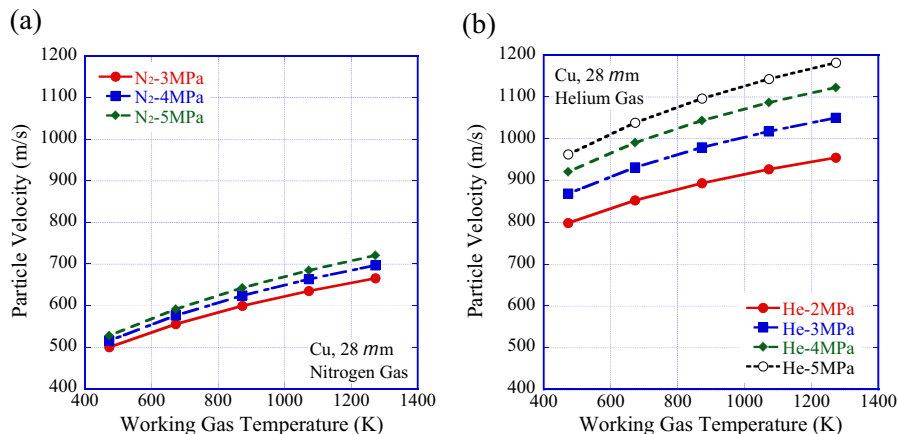 (a)
1200
1100
1000
900
800
700
600
500
400
Particle Velocity (m/s)
N2-3MPa
N2-4MPa
N2-5MPa
Cu, 28 mm
Nitrogen Gas
400 600 800 1000 1200 1400
Working Gas Temperature (K)
(b)
1200
1100
1000
900
800
700
600
500
400
Particle Velocity (m/s)
Cu, 28 mm
Helium Gas
He-2MPa
He-3MPa
He-4MPa
He-5MPa
400 600 800 1000 1200 1400
Working Gas Temperature (K)